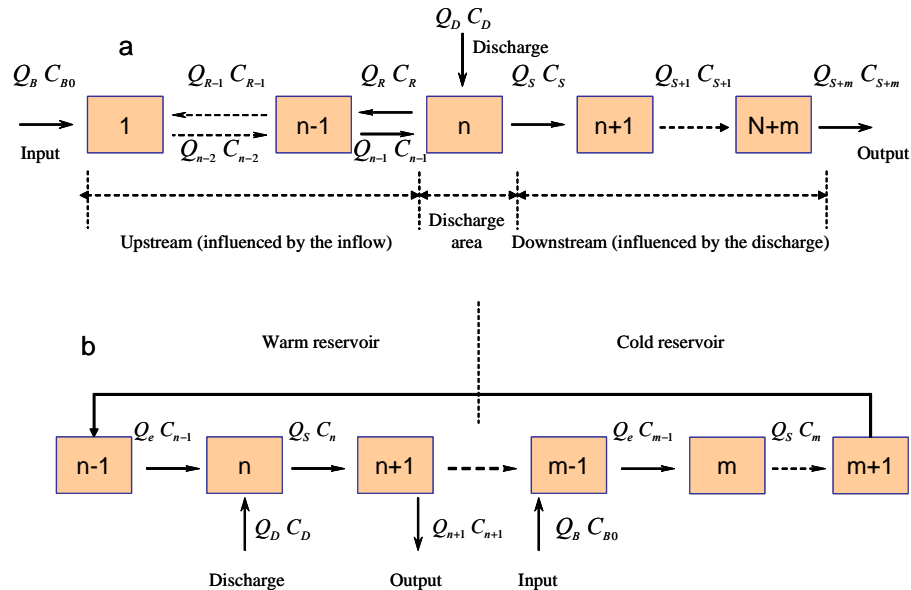 Q_D C_D
a
Discharge
Q_B C_B0
Q_R-1 C_R-1
Q_R C_R
Q_S C_S
Q_S+1 C_S+1
Q_S+m C_S+m
1
n-1
n
n+1
N+m
Input
Q_n-2 C_n-2
Q_n-1 C_n-1
Output
Discharge
area
Upstream (influenced by the inflow)
Downstream (influenced by the discharge)
b
Warm reservoir
Cold reservoir
Q_e C_n-1
Q_S C_n
Q_e C_m-1
Q_S C_m
n-1
n
n+1
m-1
m
m+1
Q_D C_D
Q_n+1 C_n+1
Q_B C_B0
Discharge
Output
Input